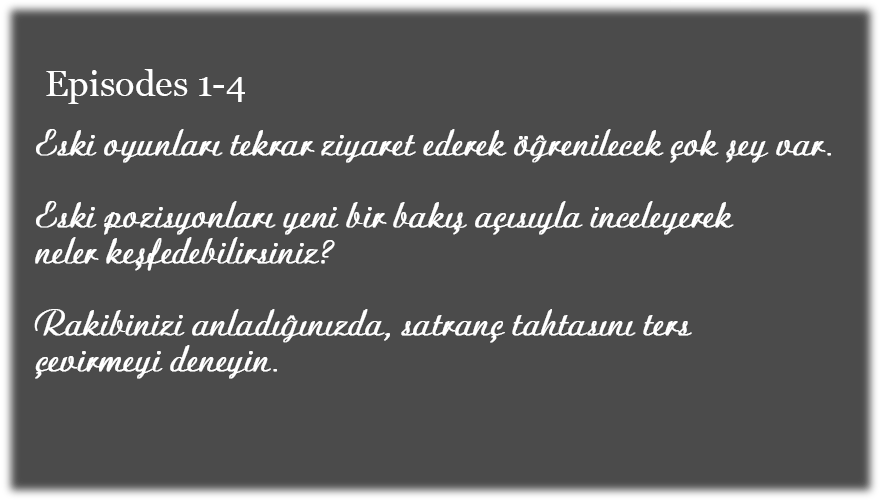 Episodes 1-4
Eski oyunları tekrar ziyaret ederek öğrenilecek çok şey var.
Eski pozisyonları yeni bir bakış açısıyla inceleyerek
neler keşfedebilirsiniz?
Rakibinizi anladığınızda, satranç tahtasını ters
çevirmeyi deneyin.